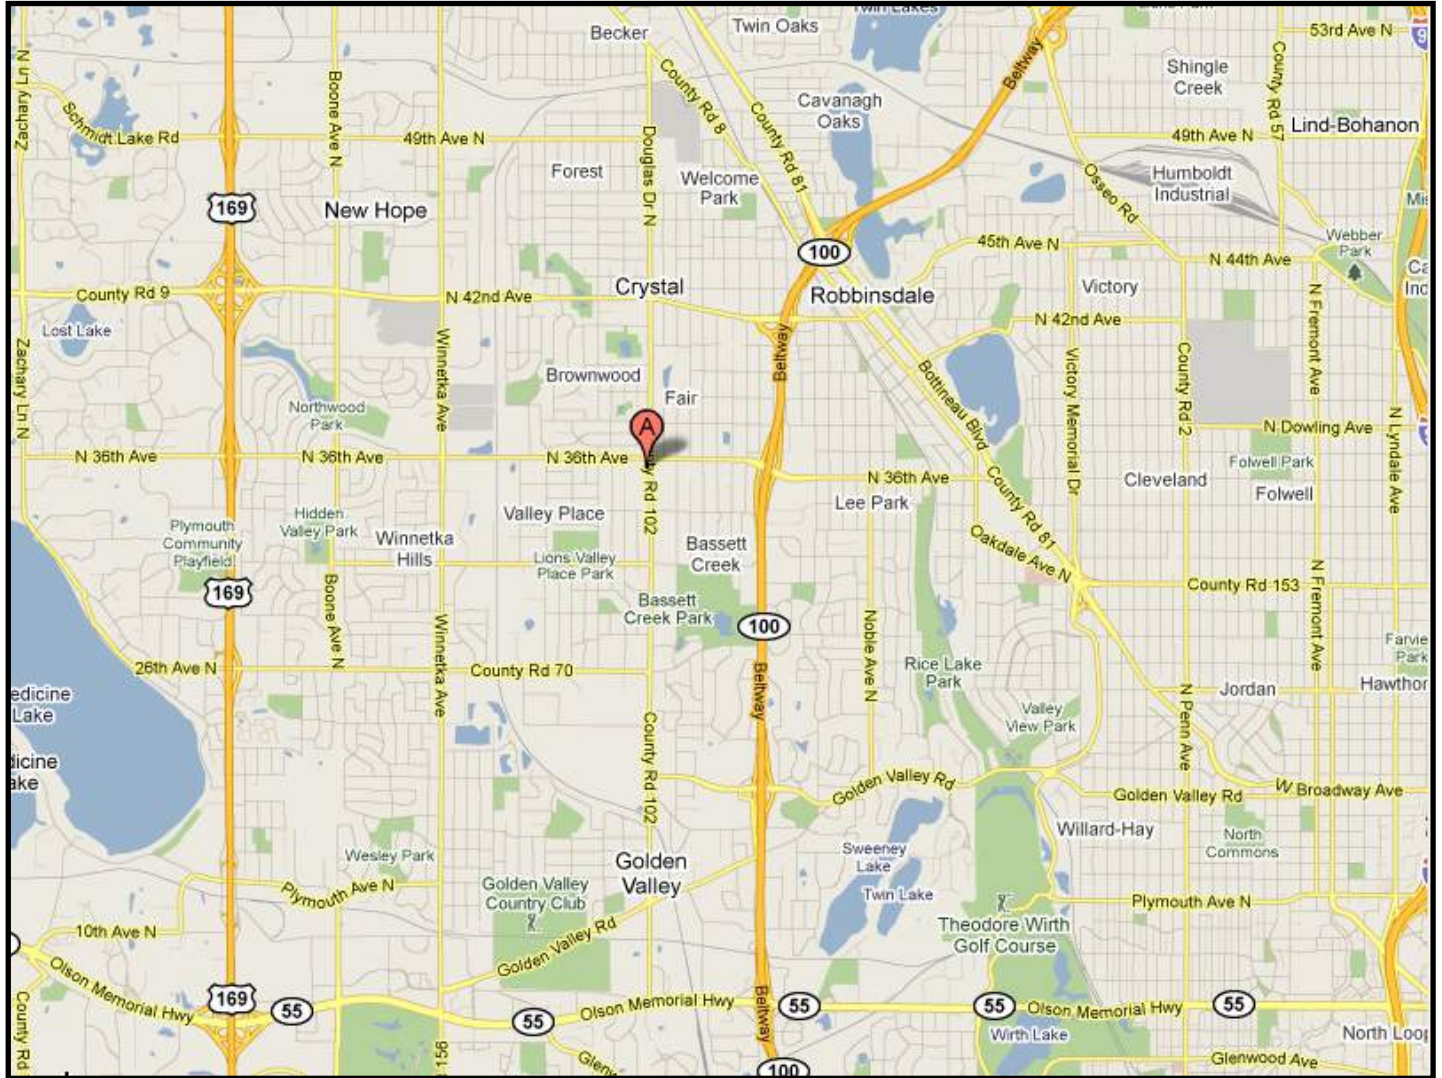 Becker
Twin Oaks
Twin Lakes
53rd Ave N
Zachary Ln N
Boone Ave N
County Rd 8
County Rd 81
Beltway
Shingle
Creek
County Rd 57
Cavanagh
Oaks
Schmidt Lake Rd
49th Ave N
Douglas Dr N
49th Ave N
Lind-Bohanon
Forest
Welcome
Park
Osseo Rd
Humboldt
Industrial
169
New Hope
100
45th Ave N
N 44th Ave
Webber
Park
County Rd 9
N 42nd Ave
Crystal
Robbinsdale
Victory
Lost Lake
N 42nd Ave
N Fremont Ave
Zachary Ln N
Winnetka Ave
Beltway
Brownwood
Fair
Bottineau Blvd
Victory Memorial Dr
County Rd 2
Northwood
Park
A
N Dowling Ave
N Lyndale Ave
N 36th Ave
N 36th Ave
N 36th Ave
N 36th Ave
Folwell Park
Folwell
Cleveland
Rd 102
Lee Park
County Rd 81
Plymouth
Community
Playfield
Hidden
Valley Park
Winnetka
Hills
Valley Place
Lions Valley
Place Park
Bassett
Creek
Oakdale Ave N
County Rd 153
169
Boone Ave N
Bassett
Creek Park
100
Noble Ave N
N Fremont Ave
Winnetka Ave
26th Ave N
County Rd 70
Beltway
Rice Lake
Park
Jordan
Lake
Valley
View Park
N Penn Ave
County Rd 102
Golden Valley Rd
Golden Valley Rd
W Broadway Ave
Willard-Hay
North
Commons
Wesley Park
Golden
Valley
Sweeney
Lake
Twin Lake
Plymouth Ave N
Golden Valley
Country Club
Plymouth Ave N
Theodore Wirth
Golf Course
10th Ave N
Golden Valley Rd
Olson Memorial Hwy
169
55
55
Olson Memorial Hwy
Beltway
55
55
Olson Memorial Hwy
55
County Rd
156
Wirth Lake
North Loop
Glenwood Ave
100